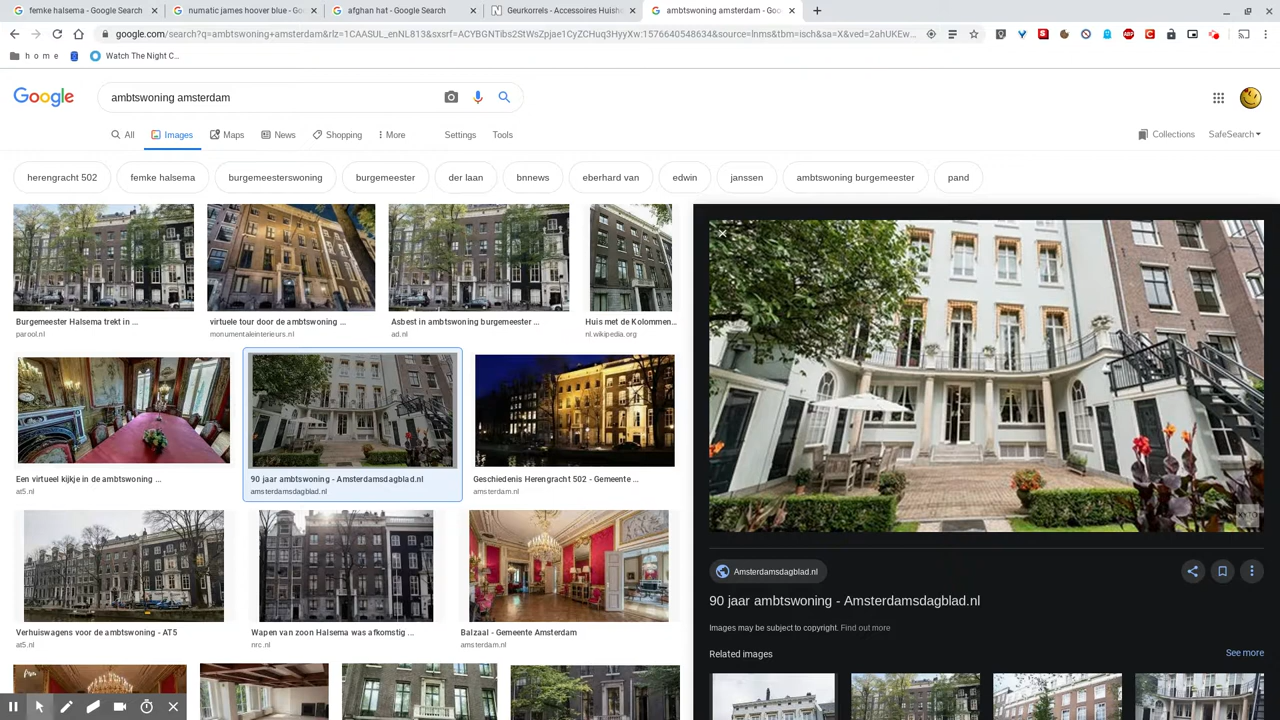 femke halsema - Google Search
numatic james hoover blue - Goo
afghan hat - Google Search
Geurkorrels - Accessoires Huish
ambtswoning amsterdam - Goo
google.com/search?q=ambtswoning+amsterdam&rlz=1CAASUL_enNL813&sxsrf=ACYBGNTibs2StWsZpjae1CyZCHuq3HyyXw:1576640548634&source=lnms&tbm=isch&sa=X&ved=2ahUKEw...
h o m e
Watch The Night C...
Google
ambtswoning amsterdam
All
Images
Maps
News
Shopping
More
Settings
Tools
Collections
SafeSearch
herengracht 502
femke halsema
burgemeesterswoning
burgemeester
der laan
bnnews
eberhard van
edwin
janssen
ambtswoning burgemeester
pand
Burgemeester Halsema trekt in ...
parool.nl
virtuele tour door de ambtswoning ...
monumentaleinterieurs.nl
Asbest in ambtswoning burgemeester ...
ad.nl
Huis met de Kolommen...
nl.wikipedia.org
Een virtueel kijkje in de ambtswoning ...
at5.nl
90 jaar ambtswoning - Amsterdamsdagblad.nl
amsterdamsdagblad.nl
Geschiedenis Herengracht 502 - Gemeente ...
amsterdam.nl
Verhuiswagens voor de ambtswoning - AT5
at5.nl
Wapen van zoon Halsema was afkomstig ...
nrc.nl
Balzaal - Gemeente Amsterdam
amsterdam.nl
Amsterdamsdagblad.nl
90 jaar ambtswoning - Amsterdamsdagblad.nl
Images may be subject to copyright. Find out more
Related images
See more